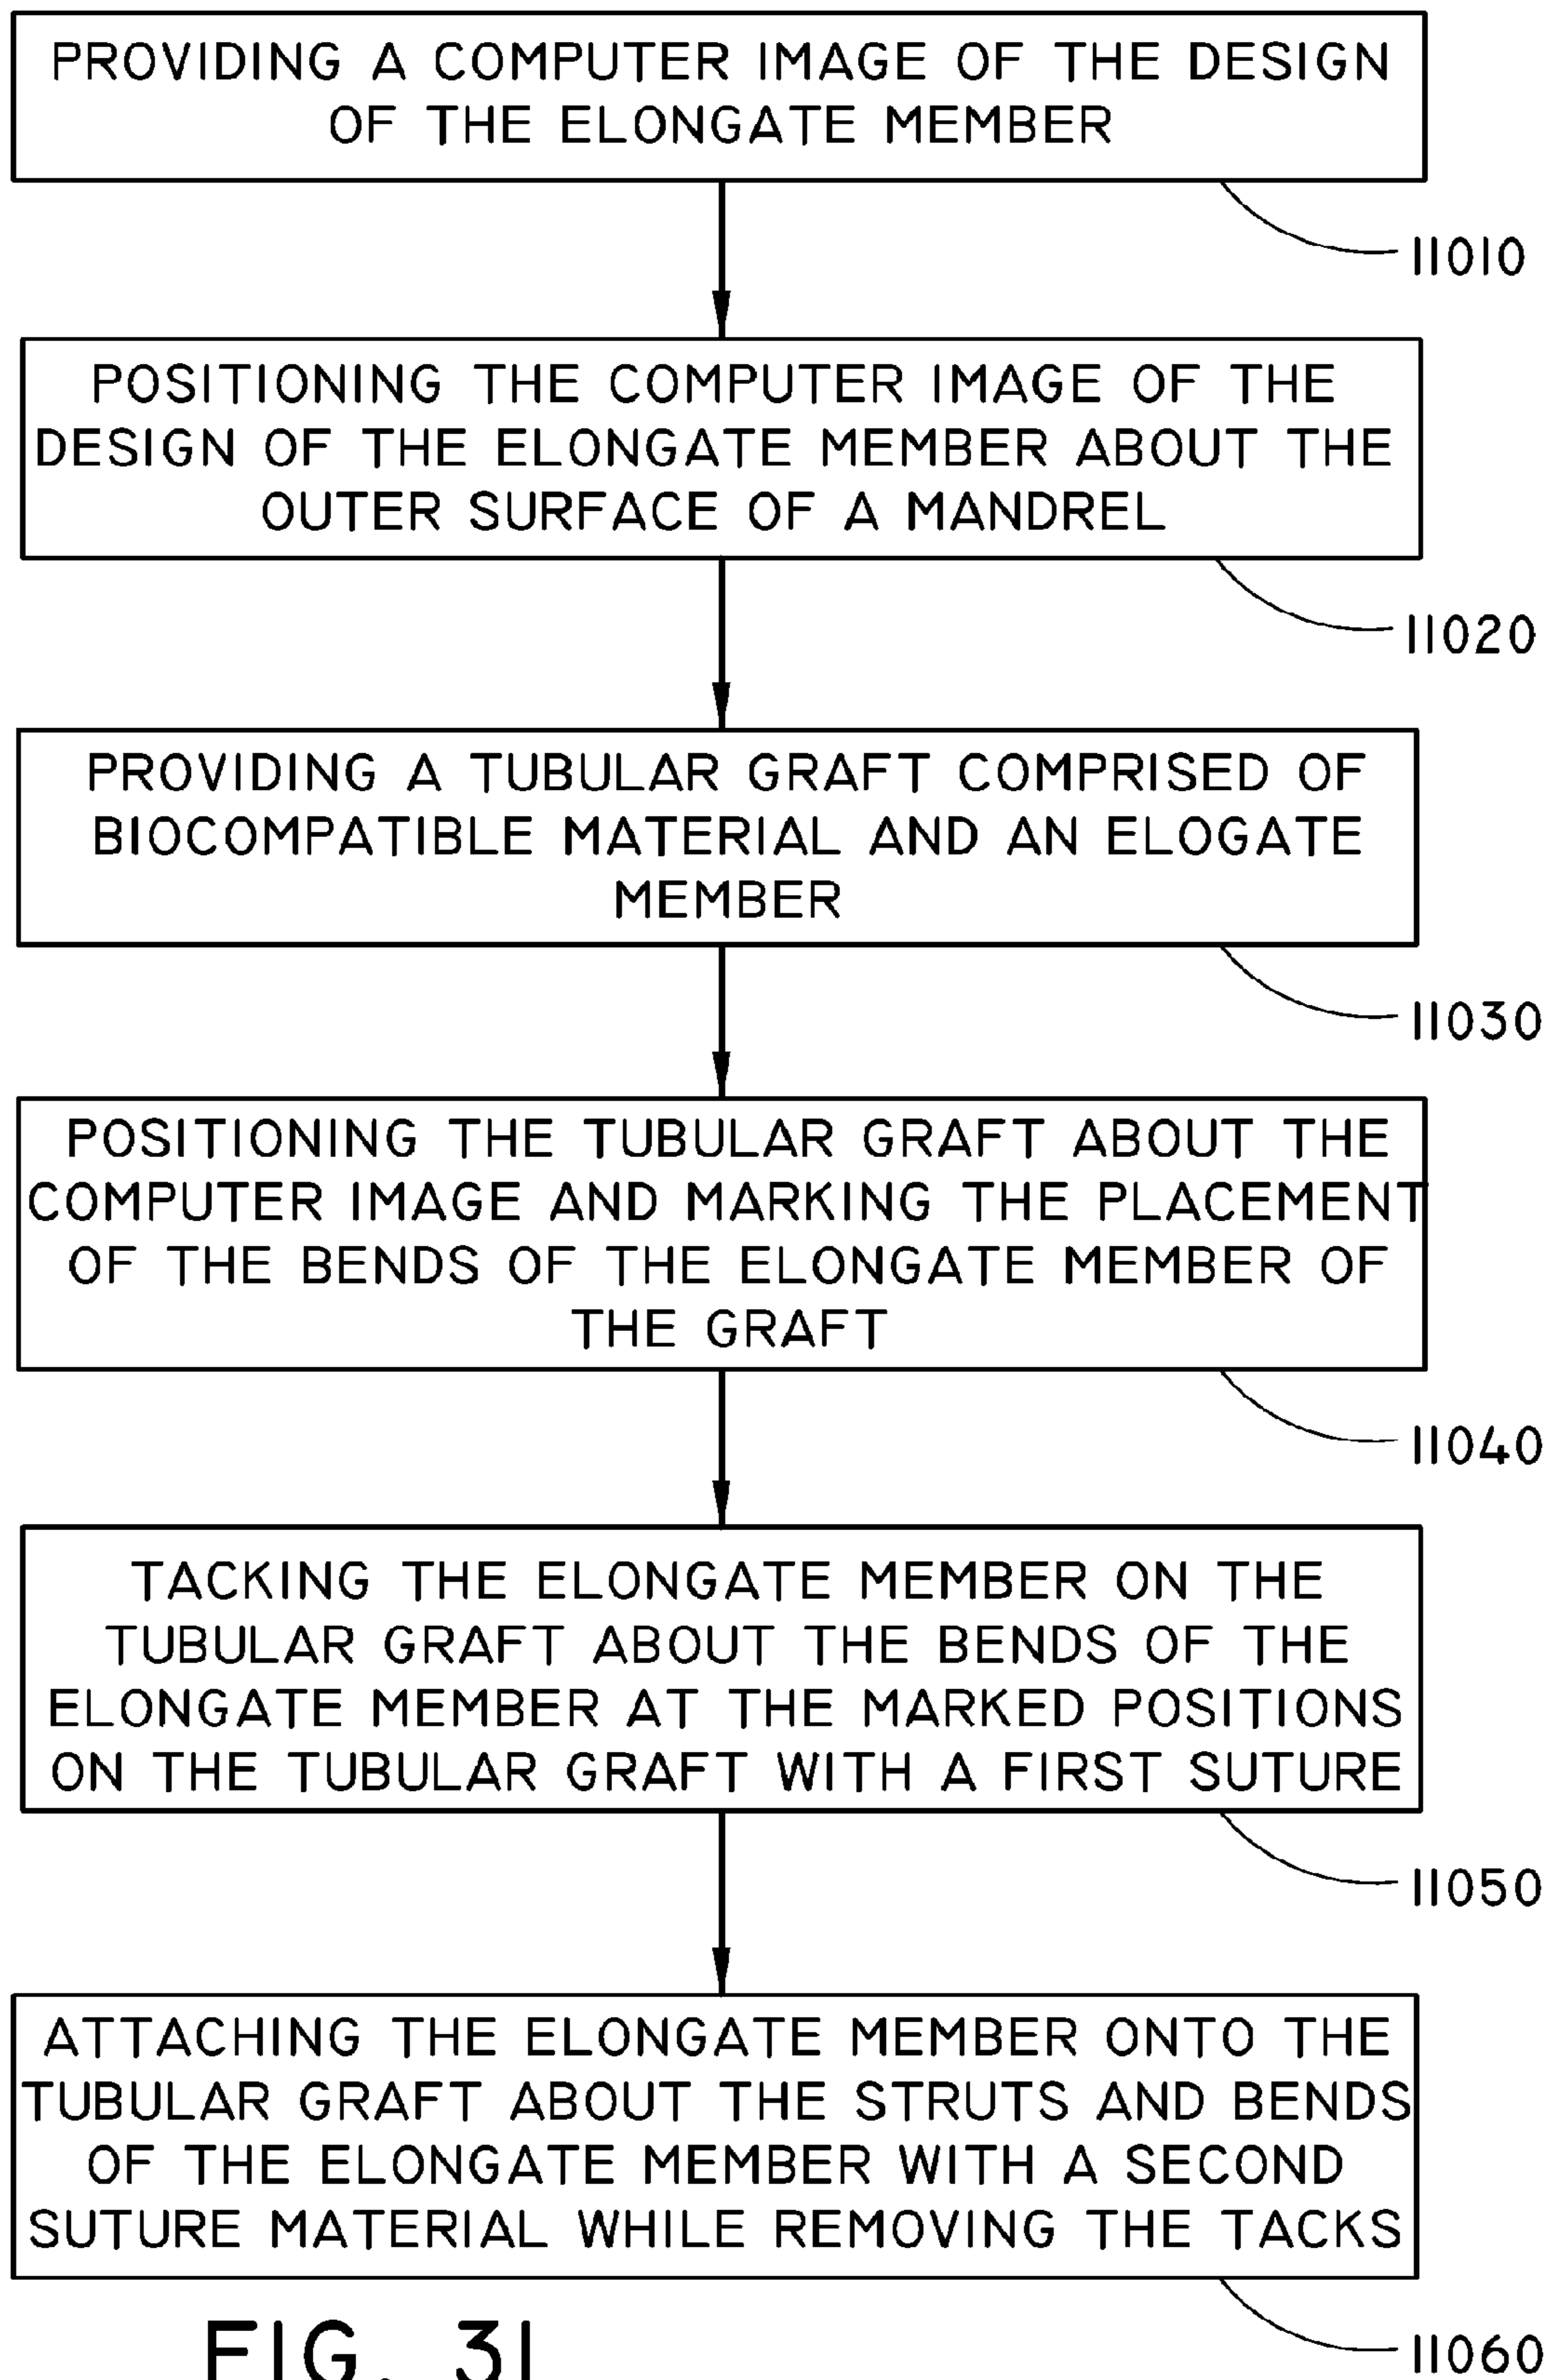 PROVIDING A COMPUTER IMAGE OF THE DESIGN
OF THE ELONGATE MEMBER
11010
POSITIONING THE COMPUTER IMAGE OF THE
DESIGN OF THE ELONGATE MEMBER ABOUT THE
OUTER SURFACE OF A MANDREL
11020
PROVIDING A TUBULAR GRAFT COMPRISED OF
BIOCOMPATIBLE MATERIAL AND AN ELOGATE
MEMBER
11030
POSITIONING THE TUBULAR GRAFT ABOUT THE
COMPUTER IMAGE AND MARKING THE PLACEMENT
OF THE BENDS OF THE ELONGATE MEMBER OF
THE GRAFT
11040
TACKING THE ELONGATE MEMBER ON THE
TUBULAR GRAFT ABOUT THE BENDS OF THE
ELONGATE MEMBER AT THE MARKED POSITIONS
ON THE TUBULAR GRAFT WITH A FIRST SUTURE
11050
ATTACHING THE ELONGATE MEMBER ONTO THE
TUBULAR GRAFT ABOUT THE STRUTS AND BENDS
OF THE ELONGATE MEMBER WITH A SECOND
SUTURE MATERIAL WHILE REMOVING THE TACKS
11060
FIG. 31